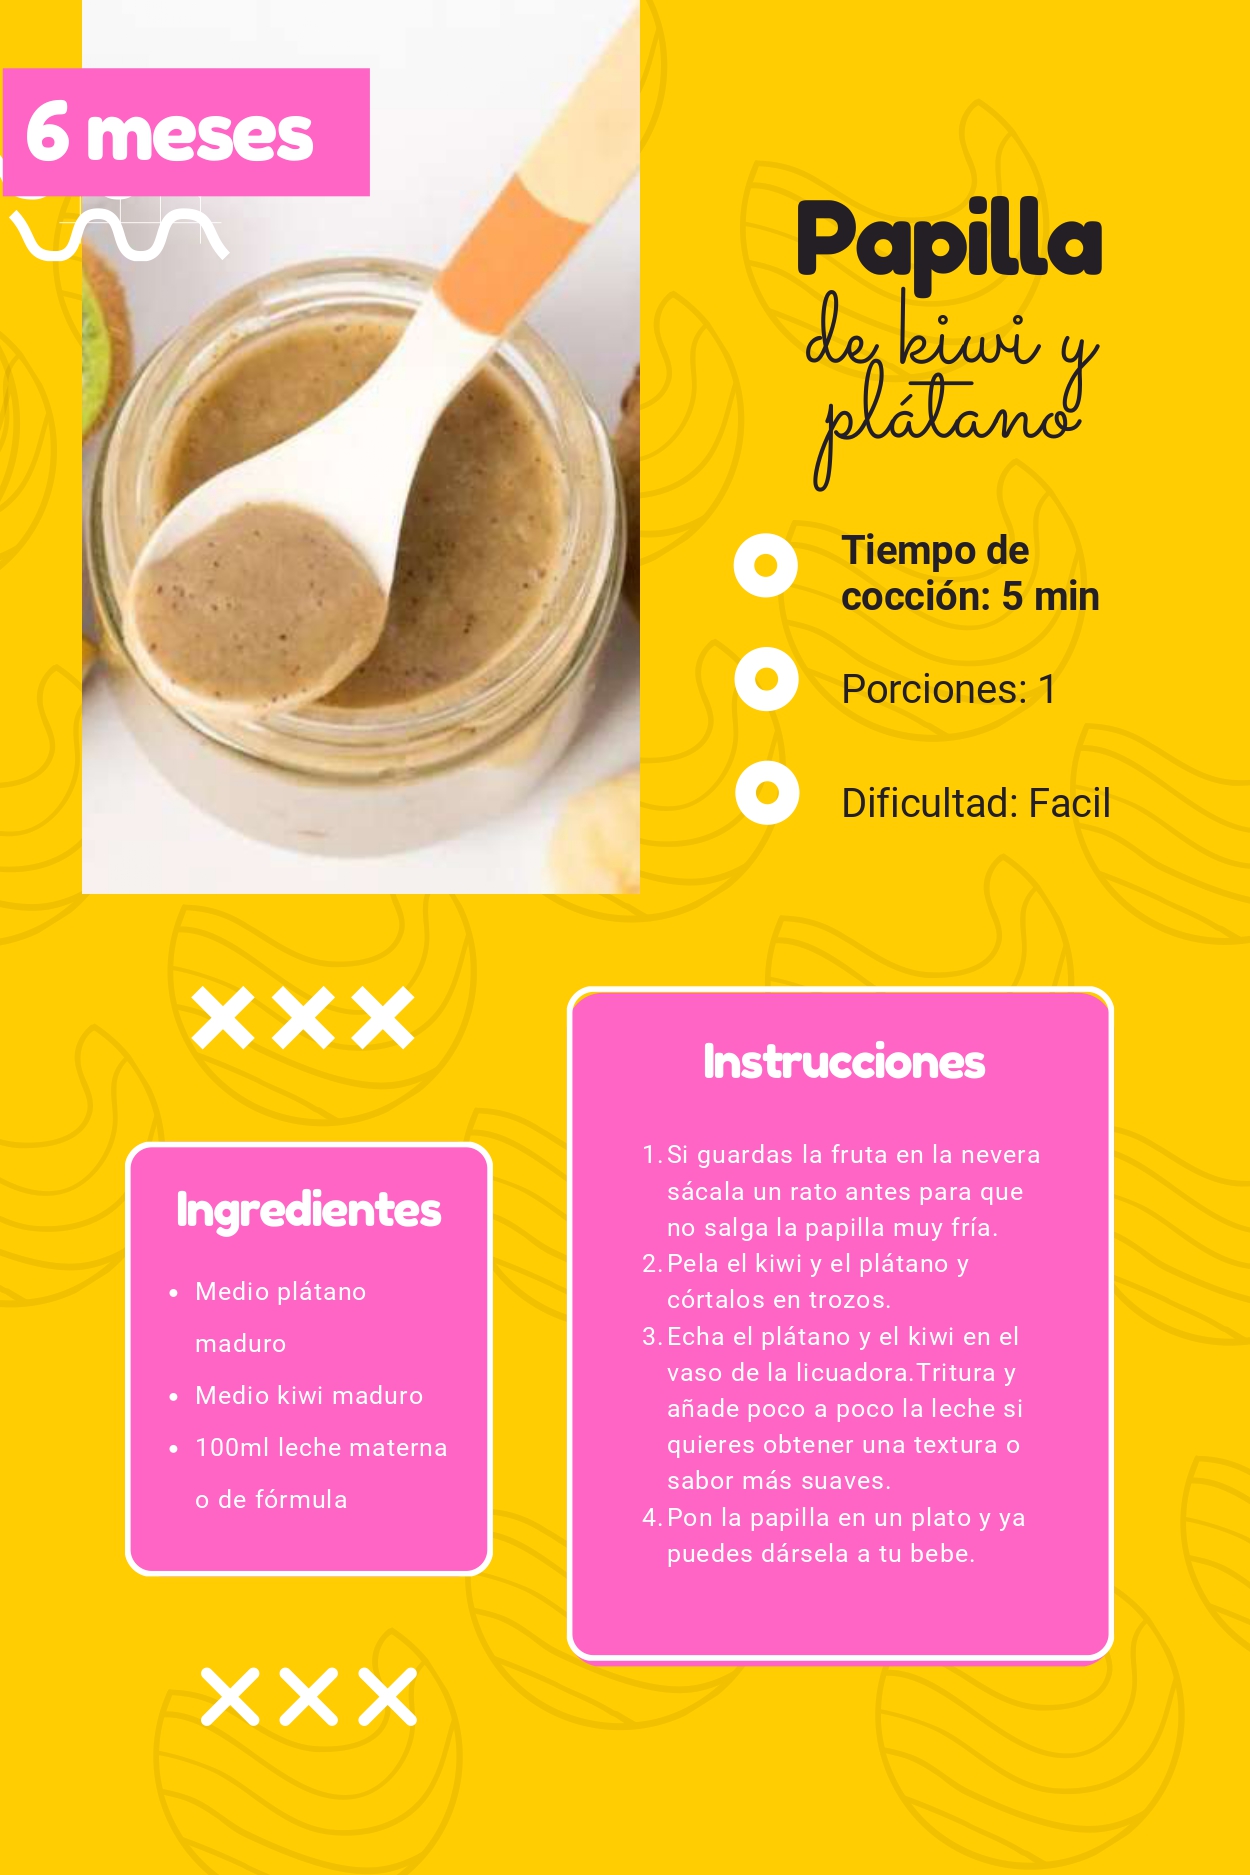 6 meses
Papilla
de kiwi y
plátano
Tiempo de
cocción: 5 min
Porciones: 1
Dificultad: Facil
Instrucciones
1. Si guardas la fruta en la nevera
sácala un rato antes para que
no salga la papilla muy fría.
2. Pela el kiwi y el plátano y
córtalos en trozos.
3. Echa el plátano y el kiwi en el
vaso de la licuadora.Tritura y
añade poco a poco la leche si
quieres obtener una textura o
sabor más suaves.
4. Pon la papilla en un plato y ya
puedes dársela a tu bebe.
Ingredientes
• Medio plátano
maduro
• Medio kiwi maduro
• 100ml leche materna
o de fórmula